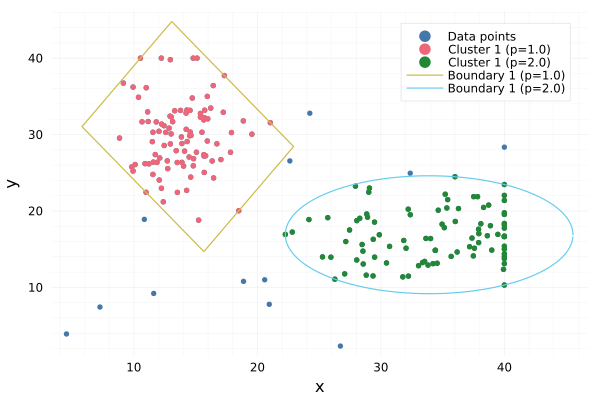 Data points
Cluster 1 (p=1.0)
Cluster 1 (p=2.0)
Boundary 1 (p=1.0)
Boundary 1 (p=2.0)
40
30
20
10
y
10 20 30 40
x